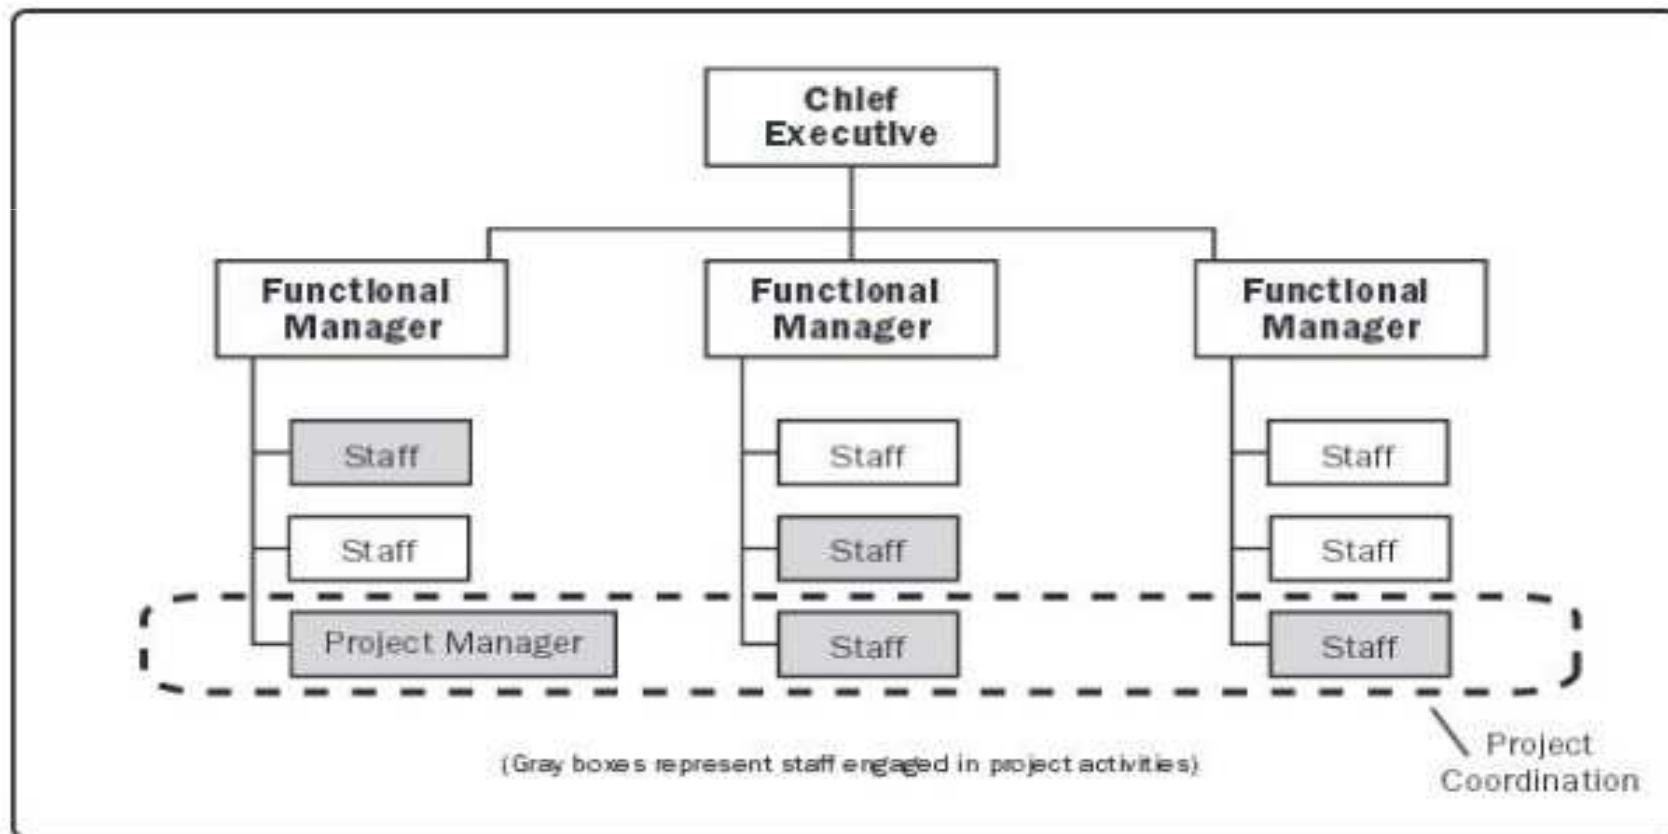 Chief
Executive
Functional
Manager
Functional
Manager
Functional
Manager
Staff
Staff
Staff
Staff
Staff
Staff
Project Manager
Staff
Staff
(Gray boxes represent staff engaged in project activities)
Project
Coordination